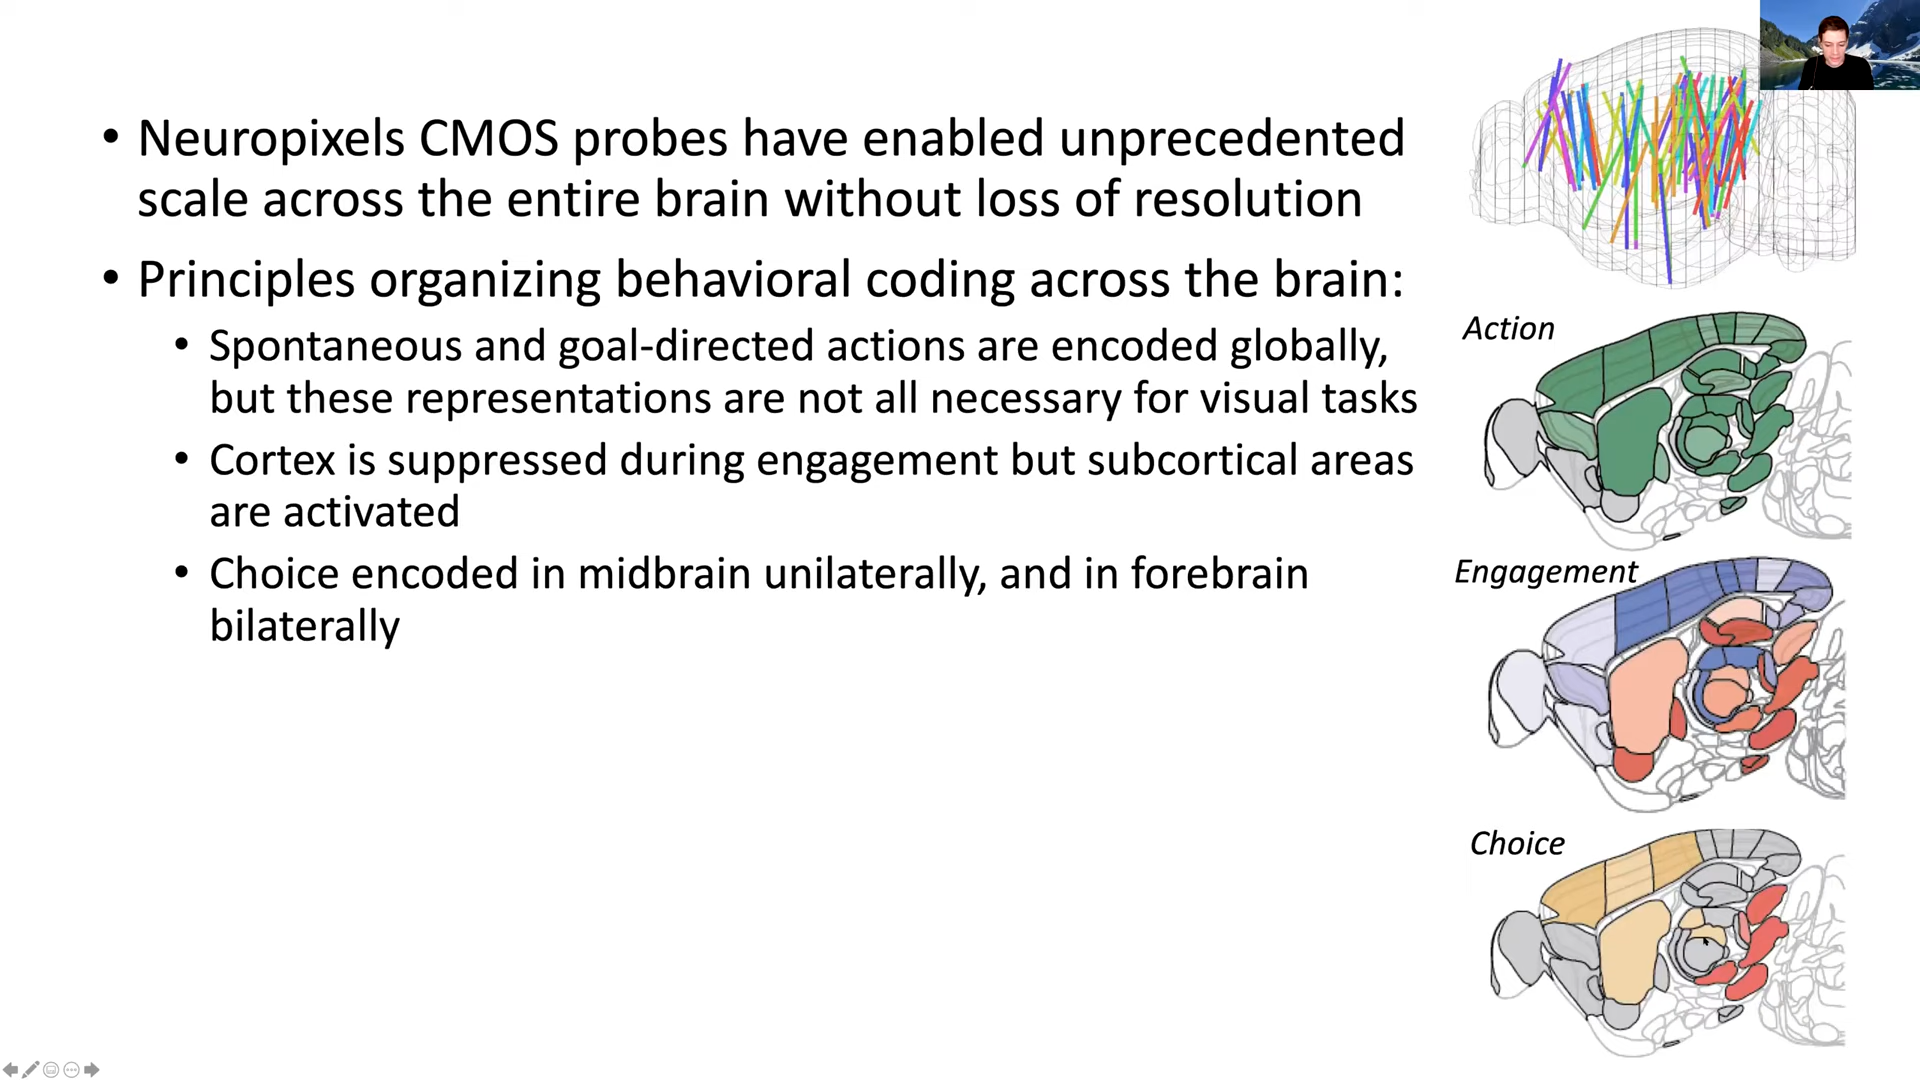 • Neuropixels CMOS probes have enabled unprecedented
scale across the entire brain without loss of resolution
• Principles organizing behavioral coding across the brain:
• Spontaneous and goal-directed actions are encoded globally,
but these representations are not all necessary for visual tasks
• Cortex is suppressed during engagement but subcortical areas
are activated
• Choice encoded in midbrain unilaterally, and in forebrain
bilaterally
Action
Engagement
Choice